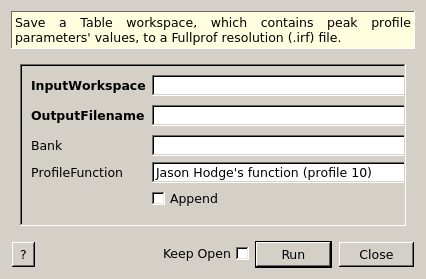 Save a Table workspace, which contains peak profile
parameters' values, to a Fullprof resolution (.irf) file.
InputWorkspace
OutputFilename
Bank
ProfileFunction Jason Hodge's function (profile 10)
Append
? Keep Open Run Close